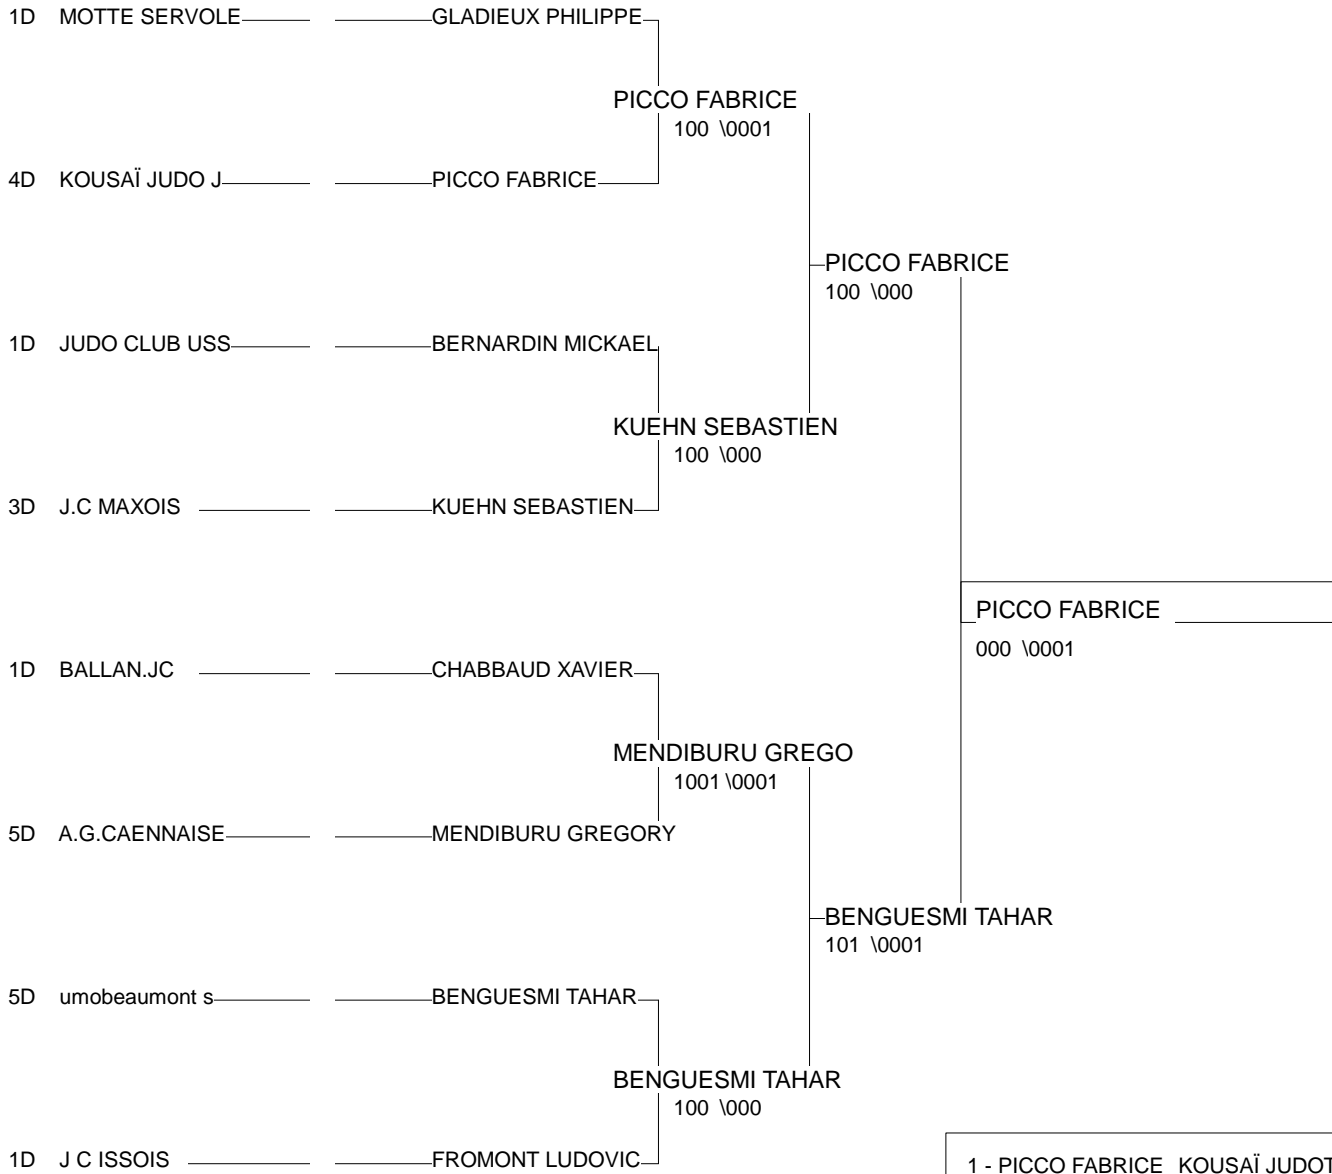 1D MOTTE SERVOLE GLADIEUX PHILIPPE
PICCO FABRICE
100 \0001
4D KOUSAÏ JUDO J PICCO FABRICE
PICCO FABRICE
100 \000
1D JUDO CLUB USS BERNARDIN MICKAEL
KUEHN SEBASTIEN
100 \000
3D J.C MAXOIS KUEHN SEBASTIEN
PICCO FABRICE
000 \0001
1D BALLAN.JC CHABBAUD XAVIER
MENDIBURU GREGO
1001 \0001
5D A.G.CAENNAISE MENDIBURU GREGORY
BENGUESMI TAHAR
101 \0001
5D umobeaumont s BENGUESMI TAHAR
BENGUESMI TAHAR
100 \000
1D J C ISSOIS FROMONT LUDOVIC
1 - PICCO FABRICE KOUSAÏ JUDOT